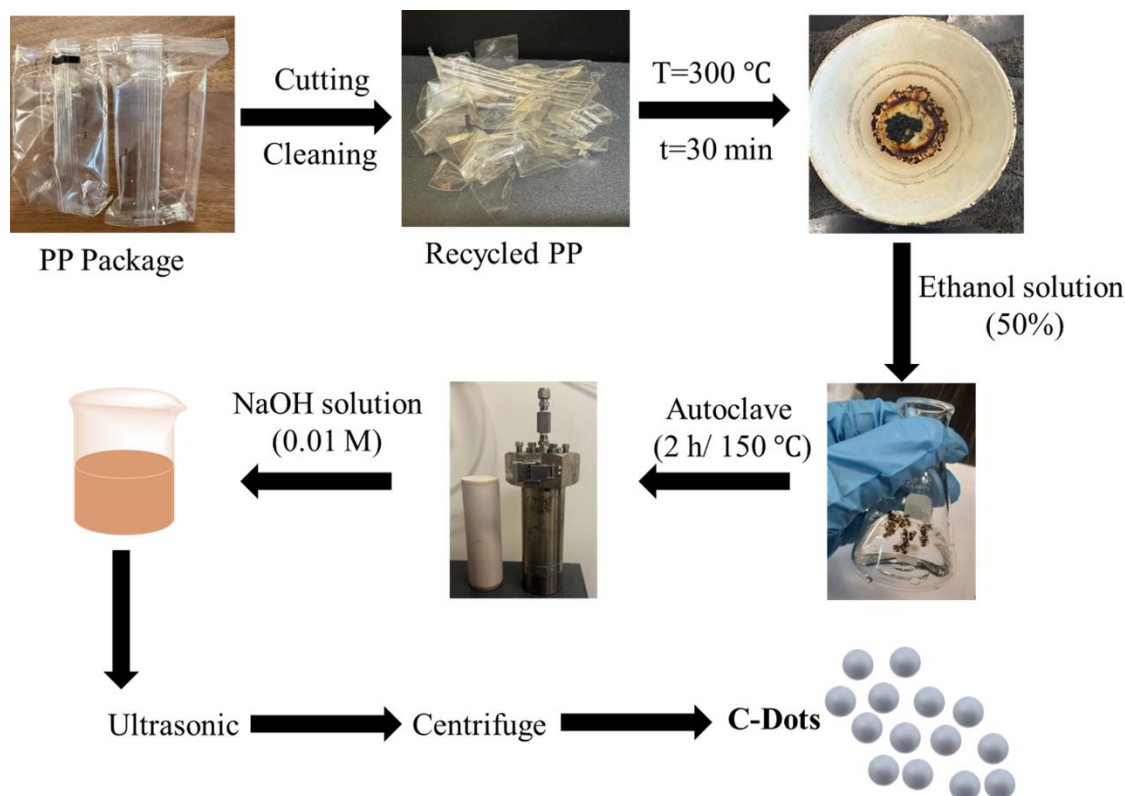 Cutting
Cleaning
T=300 ℃
t=30 min
PP Package
Recycled PP
Ethanol solution
(50%)
Autoclave
(2 h/ 150 ℃)
NaOH solution
(0.01 M)
Ultrasonic
Centrifuge
C-Dots